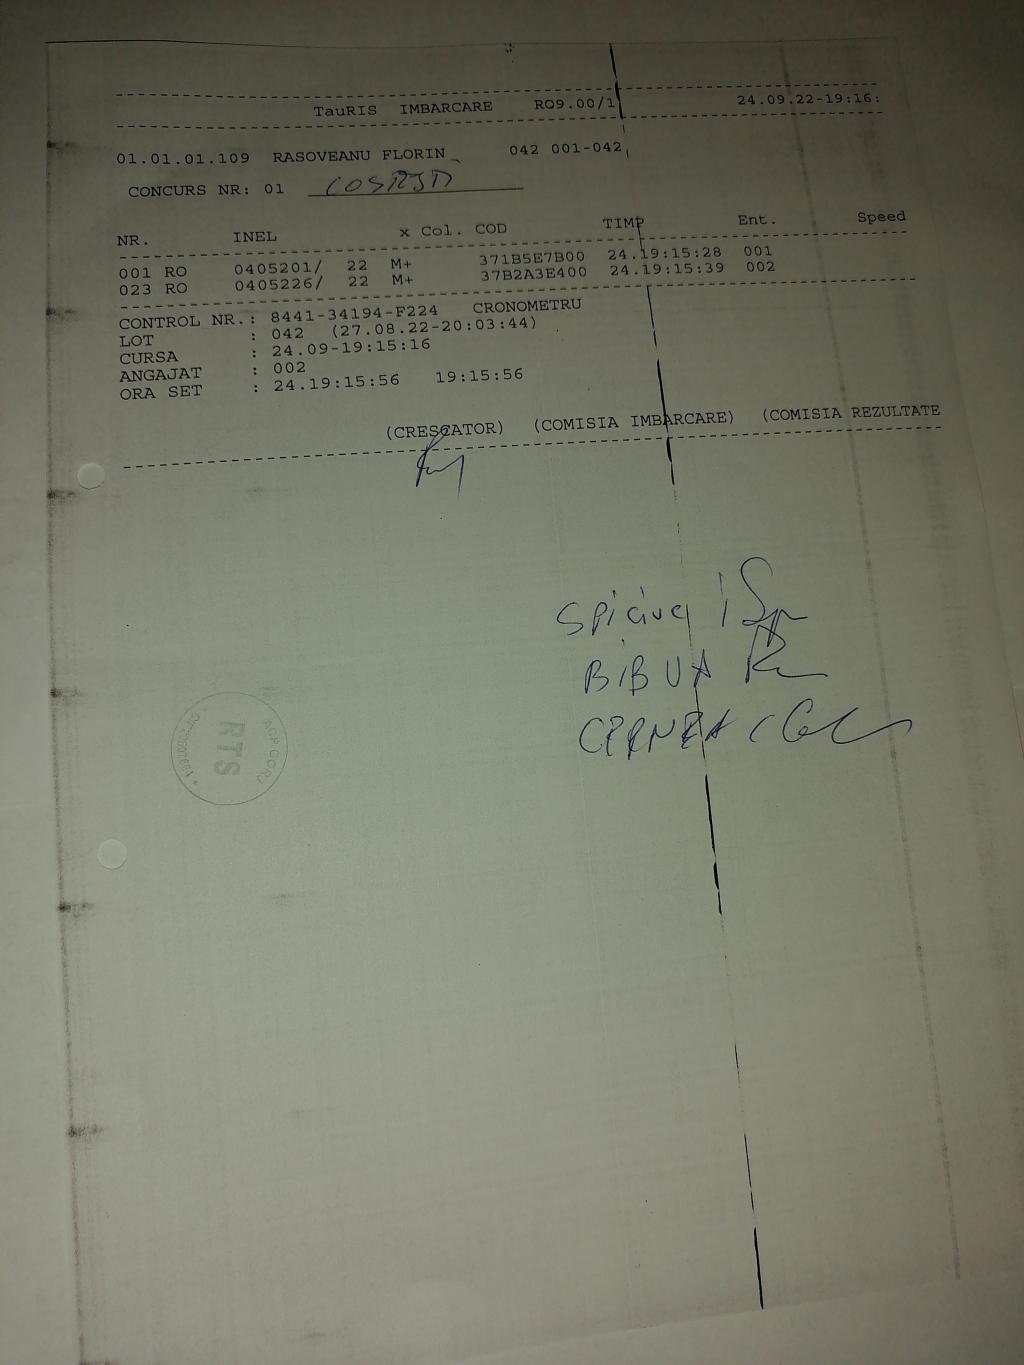 TauRIS IMBARCARE RO9.00/1 24.09.22-19:16:
01.01.01.109 RASOVEANU FLORIN 042 001-042
CONCURS NR: 01
NR. INEL x Col. COD TIMP Ent. Speed
001 RO 0405201/ 22 M+ 371B5E7B00 24.19:15:28 001
023 RO 0405226/ 22 M+ 37B2A3E400 24.19:15:39 002
CONTROL NR.: 8441-34194-F224 CRONOMETRU
LOT : 042 (27.08.22-20:03:44)
CURSA : 24.09-19:15:16
ANGAJAT : 002
ORA SET : 24.19:15:56 19:15:56
(CRESCATOR) (COMISIA IMBARCARE) (COMISIA REZULTATE
BIBUA
CERNEA
ACP GORJ
RTS